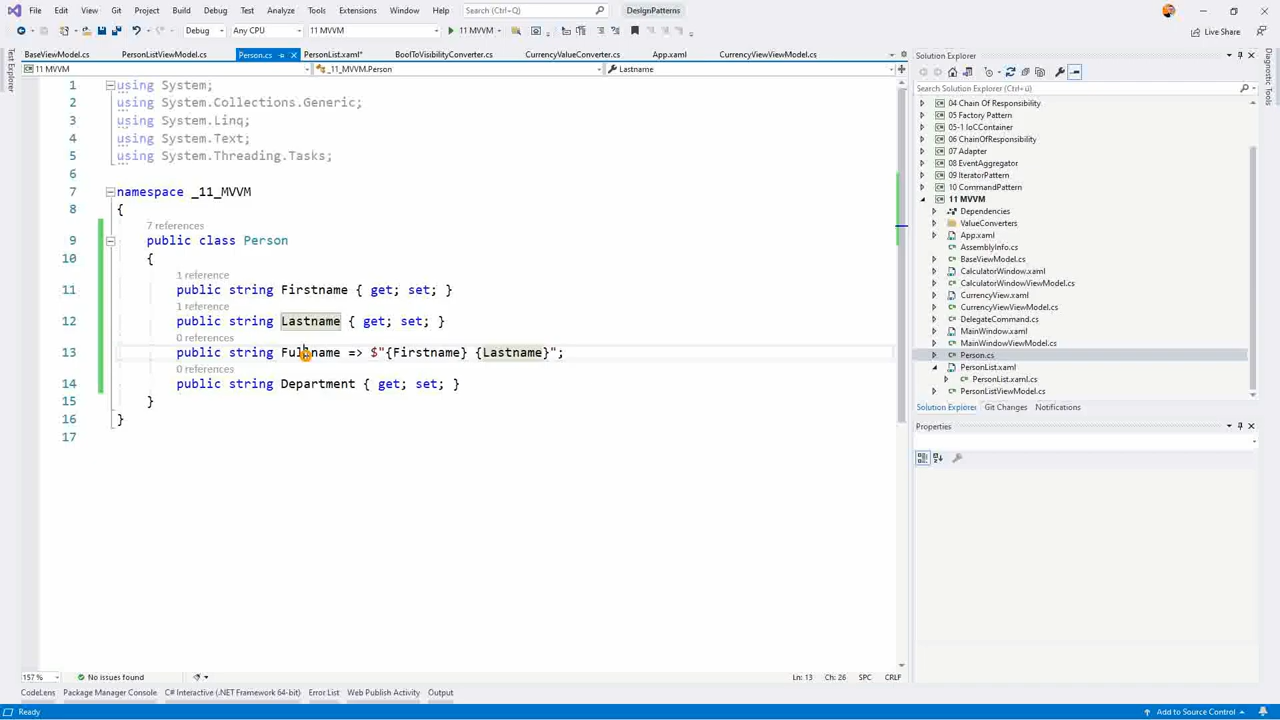 File Edit View Git Project Build Debug Test Analyze Tools Extensions Window Help Search (Ctrl+Q) DesignPatterns
Debug Any CPU 11 MVVM 11 MVVM Live Share
BaseViewModel.cs PersonListViewModel.cs Person.cs PersonList.xaml* BoolToVisibilityConverter.cs CurrencyValueConverter.cs App.xaml CurrencyViewViewModel.cs
11 MVVM _11_MVVM.Person Lastname
Test Explorer
1 using System;
2 using System.Collections.Generic;
3 using System.Linq;
4 using System.Text;
5 using System.Threading.Tasks;
6
7 namespace _11_MVVM
8 {
7 references
9 public class Person
10 {
1 reference
11 public string Firstname { get; set; }
1 reference
12 public string Lastname { get; set; }
0 references
13 public string Fullname => $"{Firstname} {Lastname}";
0 references
14 public string Department { get; set; }
15 }
16 }
17
157 % No issues found Ln: 13 Ch: 26 SPC CRLF
Solution Explorer
Search Solution Explorer (Ctrl+ü)
04 Chain Of Responsibility
05 Factory Pattern
05-1 IoCContainer
06 ChainOfResponsibility
07 Adapter
08 EventAggregator
09 IteratorPattern
10 CommandPattern
11 MVVM
Dependencies
ValueConverters
App.xaml
AssemblyInfo.cs
BaseViewModel.cs
CalculatorWindow.xaml
CalculatorViewModel.cs
CurrencyView.xaml
CurrencyViewModel.cs
DelegateCommand.cs
MainWindow.xaml
MainWindowViewModel.cs
Person.cs
PersonList.xaml
PersonList.xaml.cs
PersonListViewModel.cs
Solution Explorer Git Changes Notifications
Properties
Diagnostic Tools
CodeLens Package Manager Console C# Interactive (.NET Framework 64-bit) Error List Web Publish Activity Output
Ready Add to Source Control